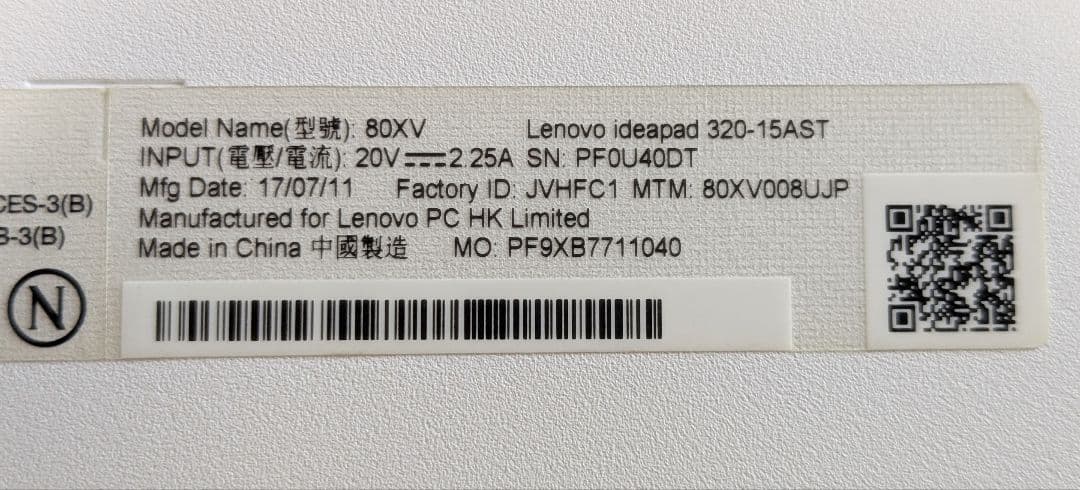 Model Name(型號): 80XV Lenovo ideapad 320-15AST
INPUT(電壓/電流): 20V⎓2.25A SN: PF0U40DT
Mfg Date: 17/07/11 Factory ID: JVHFC1 MTM: 80XV008UJP
Manufactured for Lenovo PC HK Limited
Made in China 中國製造 MO: PF9XB7711040
CES-3(B)
B-3(B)
N